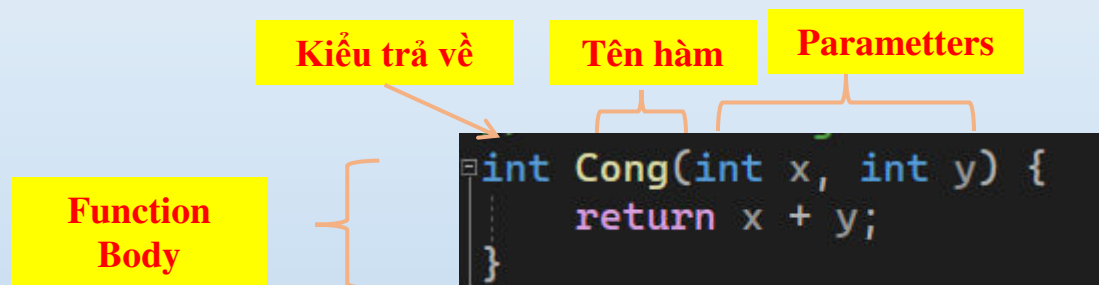 Kiểu trả về
Tên hàm
Parametters
Function
Body
int Cong(int x, int y) {
return x + y;
}